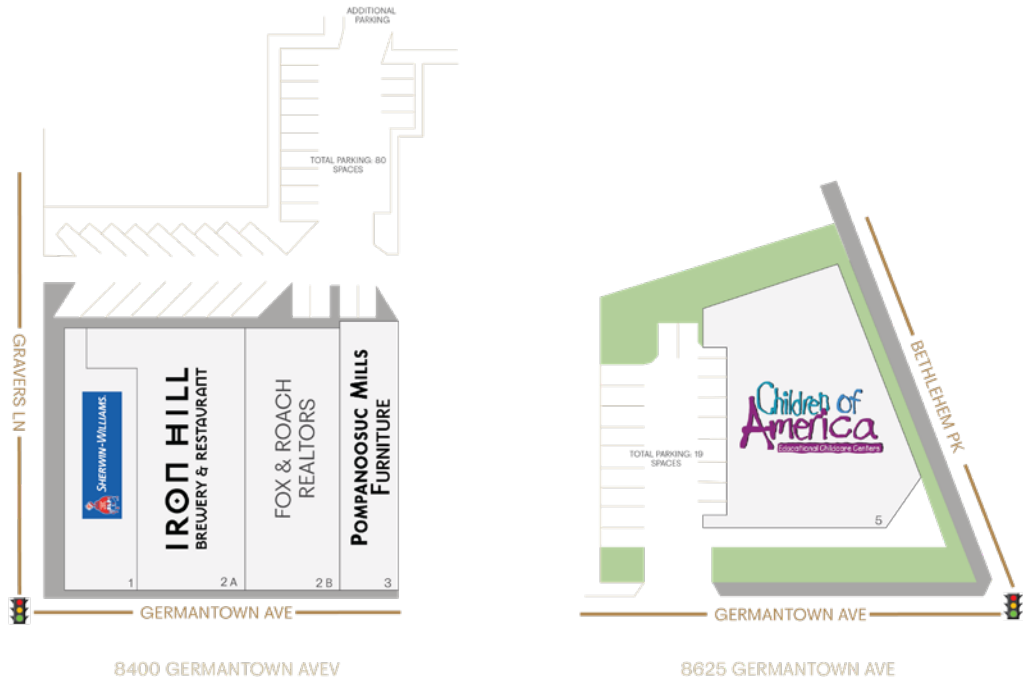 ADDITIONAL
PARKING
TOTAL PARKING: 80
SPACES
GRAVERS LN
SHERWIN-WILLIAMS.
IRON HILL
BREWERY & RESTAURANT
FOX & ROACH
REALTORS
POMPANOOSUC MILLS
FURNITURE
1
2 A
2 B
3
GERMANTOWN AVE
8400 GERMANTOWN AVEV
BETHLEHEM PK
Children of
America
Educational Childcare Centers
TOTAL PARKING: 19
SPACES
5
GERMANTOWN AVE
8625 GERMANTOWN AVE